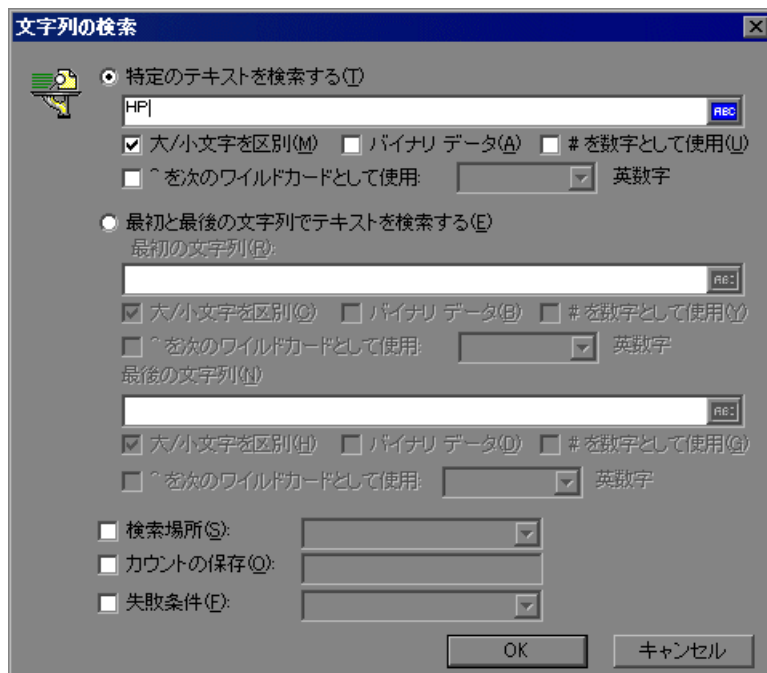 文字列の検索
特定のテキストを検索する(T)
HP
ABC
大/小文字を区別(M) バイナリ データ(A) #を数字として使用(U)
^を次のワイルドカードとして使用: 英数字
最初と最後の文字列でテキストを検索する(E)
最初の文字列(R):
ABC
大/小文字を区別(C) バイナリ データ(B) #を数字として使用(Y)
^を次のワイルドカードとして使用: 英数字
最後の文字列(N)
ABC
大/小文字を区別(H) バイナリ データ(D) #を数字として使用(G)
^を次のワイルドカードとして使用: 英数字
検索場所(S):
カウントの保存(O):
失敗条件(F):
OK キャンセル